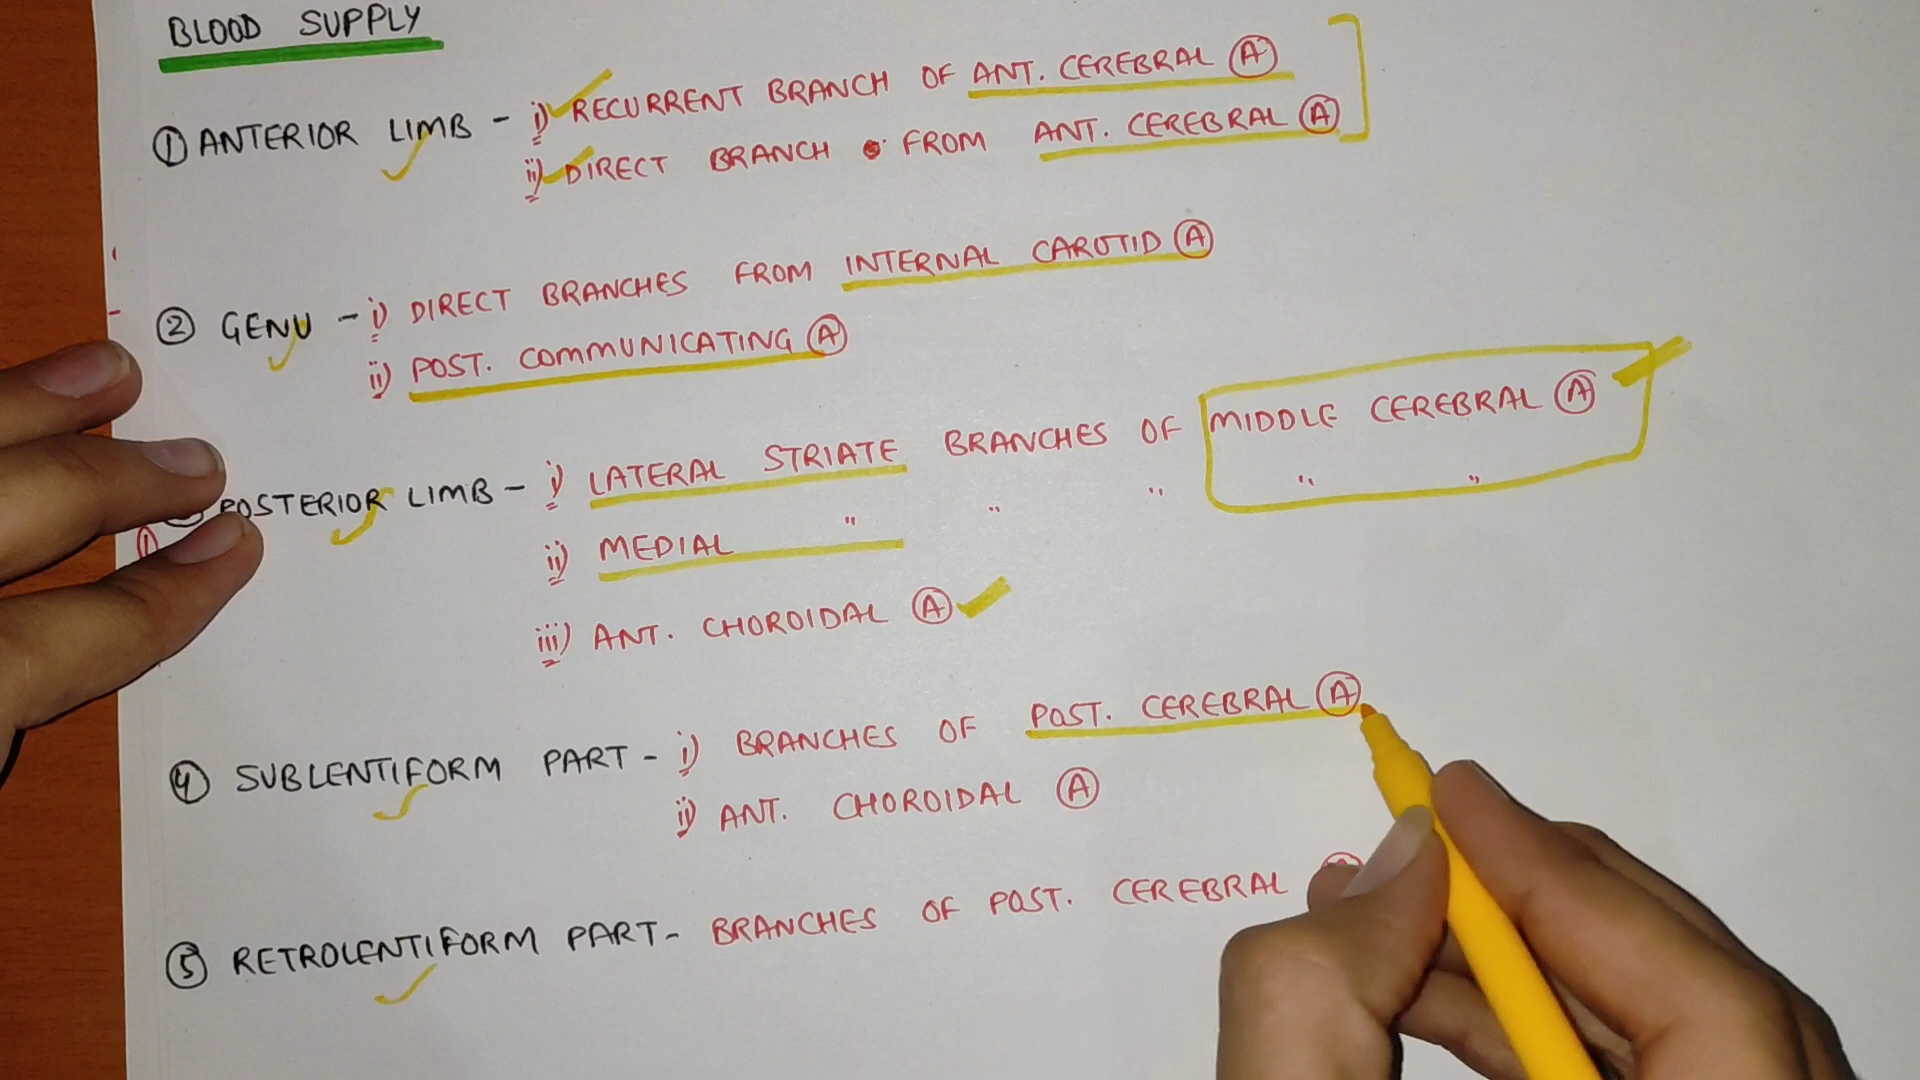 BLOOD SUPPLY
① ANTERIOR LIMB - i) RECURRENT BRANCH OF ANT. CEREBRAL Ⓐ
ii) DIRECT BRANCH FROM ANT. CEREBRAL Ⓐ
② GENU - i) DIRECT BRANCHES FROM INTERNAL CAROTID Ⓐ
ii) POST. COMMUNICATING Ⓐ
POSTERIOR LIMB - i) LATERAL STRIATE BRANCHES OF MIDDLE CEREBRAL Ⓐ
ii) MEDIAL " " " " "
iii) ANT. CHOROIDAL Ⓐ
④ SUBLENTIFORM PART - i) BRANCHES OF POST. CEREBRAL Ⓐ
ii) ANT. CHOROIDAL Ⓐ
⑤ RETROLENTIFORM PART - BRANCHES OF POST. CEREBRAL